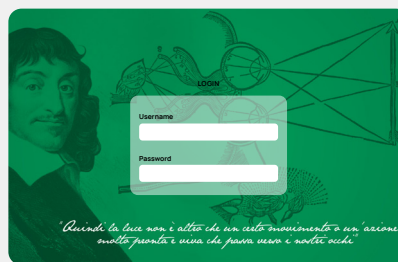 LOGIN
Username
Password
"Quindi la luce non è altro che un certo movimento o un'azione
molto pronta e viva che passa verso i nostri occhi"